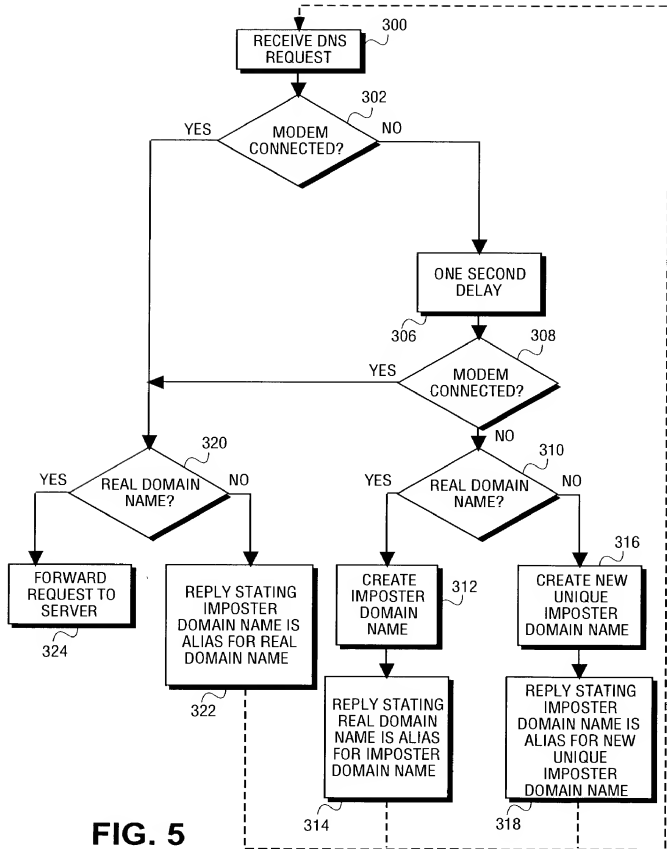 300
RECEIVE DNS
REQUEST
302
YES
NO
MODEM
CONNECTED?
ONE SECOND
DELAY
306
308
YES
MODEM
CONNECTED?
NO
320
YES
NO
REAL DOMAIN
NAME?
310
YES
NO
REAL DOMAIN
NAME?
FORWARD
REQUEST TO
SERVER
324
REPLY STATING
IMPOSTER
DOMAIN NAME IS
ALIAS FOR REAL
DOMAIN NAME
322
CREATE
IMPOSTER
DOMAIN
NAME
312
316
CREATE NEW
UNIQUE
IMPOSTER
DOMAIN NAME
REPLY STATING
REAL DOMAIN
NAME IS ALIAS
FOR IMPOSTER
DOMAIN NAME
314
REPLY STATING
IMPOSTER
DOMAIN NAME IS
ALIAS FOR NEW
UNIQUE
IMPOSTER
DOMAIN NAME
318
FIG. 5